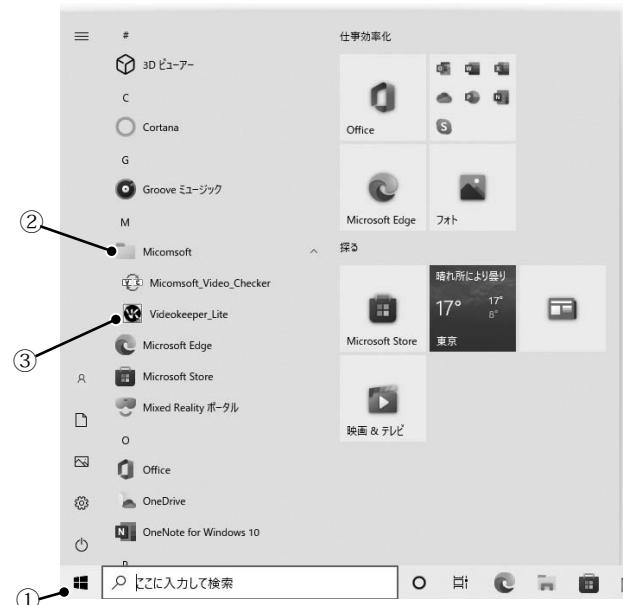 #
3D ビューアー
C
Cortana
G
Groove ミュージック
M
② Micomsoft
Micomsoft_Video_Checker
③ Videokeeper_Lite
Microsoft Edge
Microsoft Store
Mixed Reality ポータル
O
Office
OneDrive
OneNote for Windows 10
① ここに入力して検索
仕事効率化
Office
Microsoft Edge
フォト
探る
Microsoft Store
晴れ所により曇り
17°
17°
8°
東京
映画 & テレビ